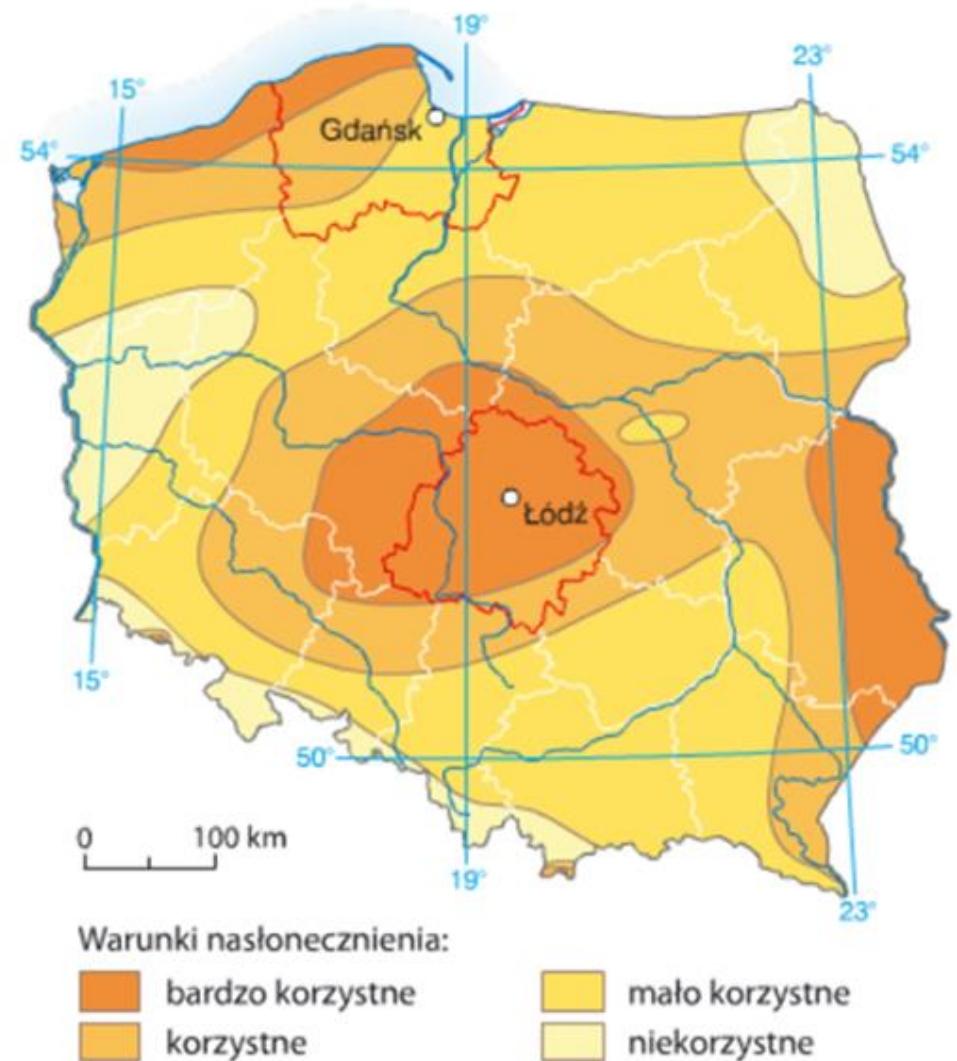 19°
23°
15°
Gdańsk
54°
54°
Łódź
15°
50°
50°
0 100 km
19°
23°
Warunki nasłonecznienia:
bardzo korzystne
mało korzystne
korzystne
niekorzystne